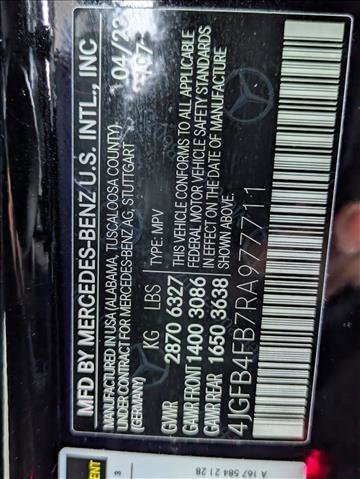 MFD BY MERCEDES-BENZ U.S. INTL., INC
MANUFACTURED IN USA (ALABAMA, TUSCALOOSA COUNTY) 04/23
UNDER CONTRACT FOR MERCEDES-BENZ AG, STUTTGART
(GERMANY)
KG LBS TYPE: MPV
GVWR 2870 6327 THIS VEHICLE CONFORMS TO ALL APPLICABLE
GAWR FRONT 1400 3086 FEDERAL MOTOR VEHICLE SAFETY STANDARDS
GAWR REAR 1650 3638 IN EFFECT ON THE DATE OF MANUFACTURE
SHOWN ABOVE.
4JGFB4FB7RA977711
A 167 584 21 28